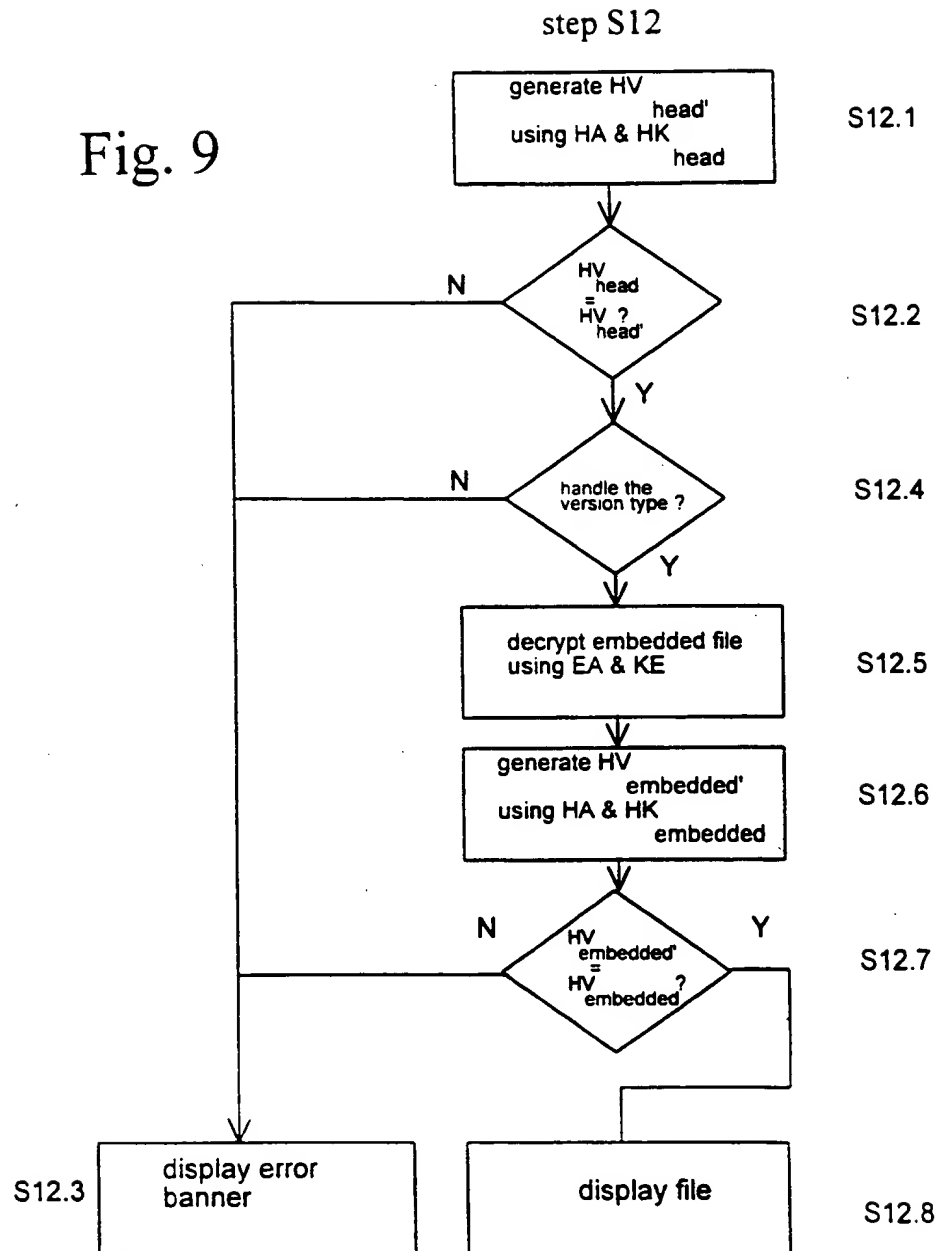 step S12
Fig. 9
generate HV
head'
using HA & HK
head
S12.1
HV
head
=
HV ?
head'
N
S12.2
Y
handle the
version type ?
N
S12.4
Y
decrypt embedded file
using EA & KE
S12.5
generate HV
embedded'
using HA & HK
embedded
S12.6
N
HV
embedded'
=
HV
embedded ?
Y
S12.7
S12.3
display error
banner
display file
S12.8